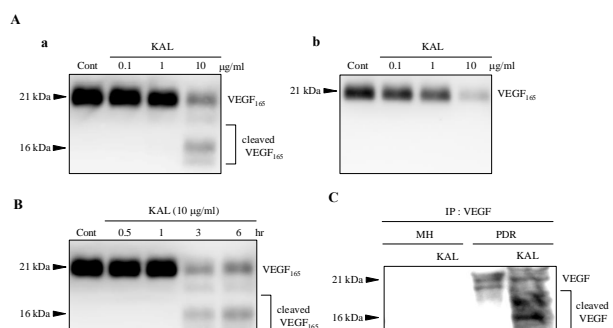 A
a
KAL
Cont 0.1 1 10 μg/ml
21 kDa
VEGF165
16 kDa
cleaved
VEGF165
b
KAL
Cont 0.1 1 10 μg/ml
21 kDa
VEGF165
B
KAL (10 μg/ml)
Cont 0.5 1 3 6 hr
21 kDa
VEGF165
16 kDa
cleaved
VEGF165
C
IP : VEGF
MH PDR
KAL KAL
21 kDa
VEGF
16 kDa
cleaved
VEGF